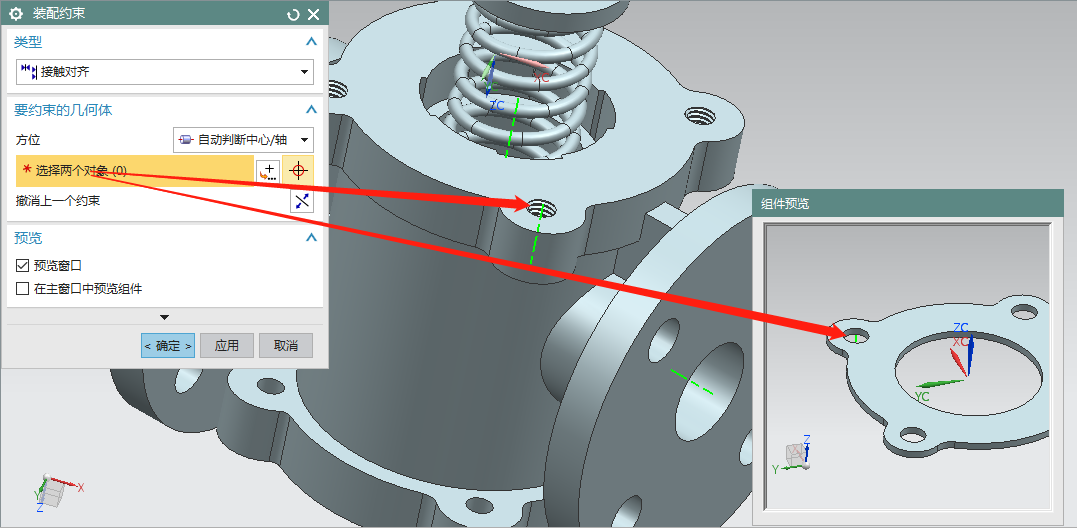 装配约束
类型
接触对齐
要约束的几何体
方位
自动判断中心/轴
* 选择两个对象 (0)
撤消上一个约束
预览
预览窗口
在主窗口中预览组件
< 确定 >
应用
取消
XC
ZC
X
Y
Z
组件预览
ZC
XC
YC
Z
Y